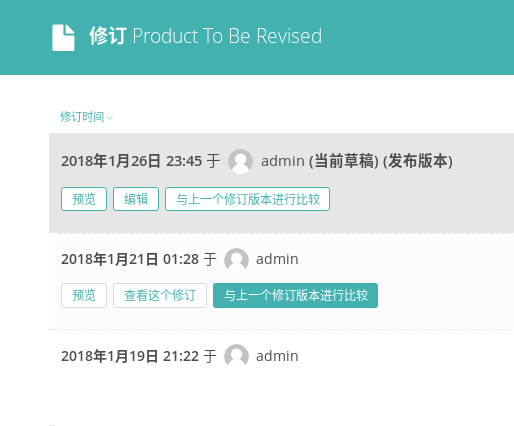 修订 Product To Be Revised
修订时间
2018年1月26日 23:45 于 admin (当前草稿) (发布版本)
预览 编辑 与上一个修订版本进行比较
2018年1月21日 01:28 于 admin
预览 查看这个修订 与上一个修订版本进行比较
2018年1月19日 21:22 于 admin